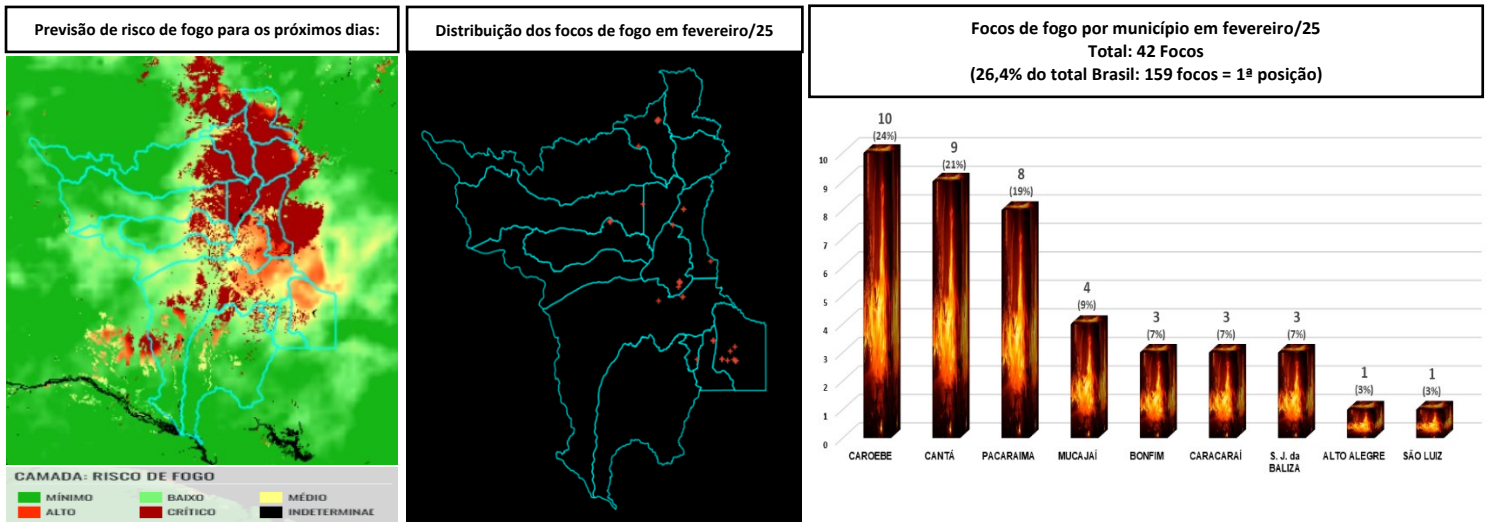 Previsão de risco de fogo para os próximos dias:
CAMADA: RISCO DE FOGO
MÍNIMO
BAIXO
MÉDIO
ALTO
CRÍTICO
INDETERMINAD
Distribuição dos focos de fogo em fevereiro/25
Focos de fogo por município em fevereiro/25
Total: 42 Focos
(26,4% do total Brasil: 159 focos = 1ª posição)
10
9
8
7
6
5
4
3
2
1
0
10
(24%)
9
(21%)
8
(19%)
4
(9%)
3
(7%)
3
(7%)
3
(7%)
1
(3%)
1
(3%)
CAROEBE
CANTÁ
PACARAIMA
MUCAJAÍ
BONFIM
CARACARAÍ
S. J. da
BALIZA
ALTO ALEGRE
SÃO LUIZ